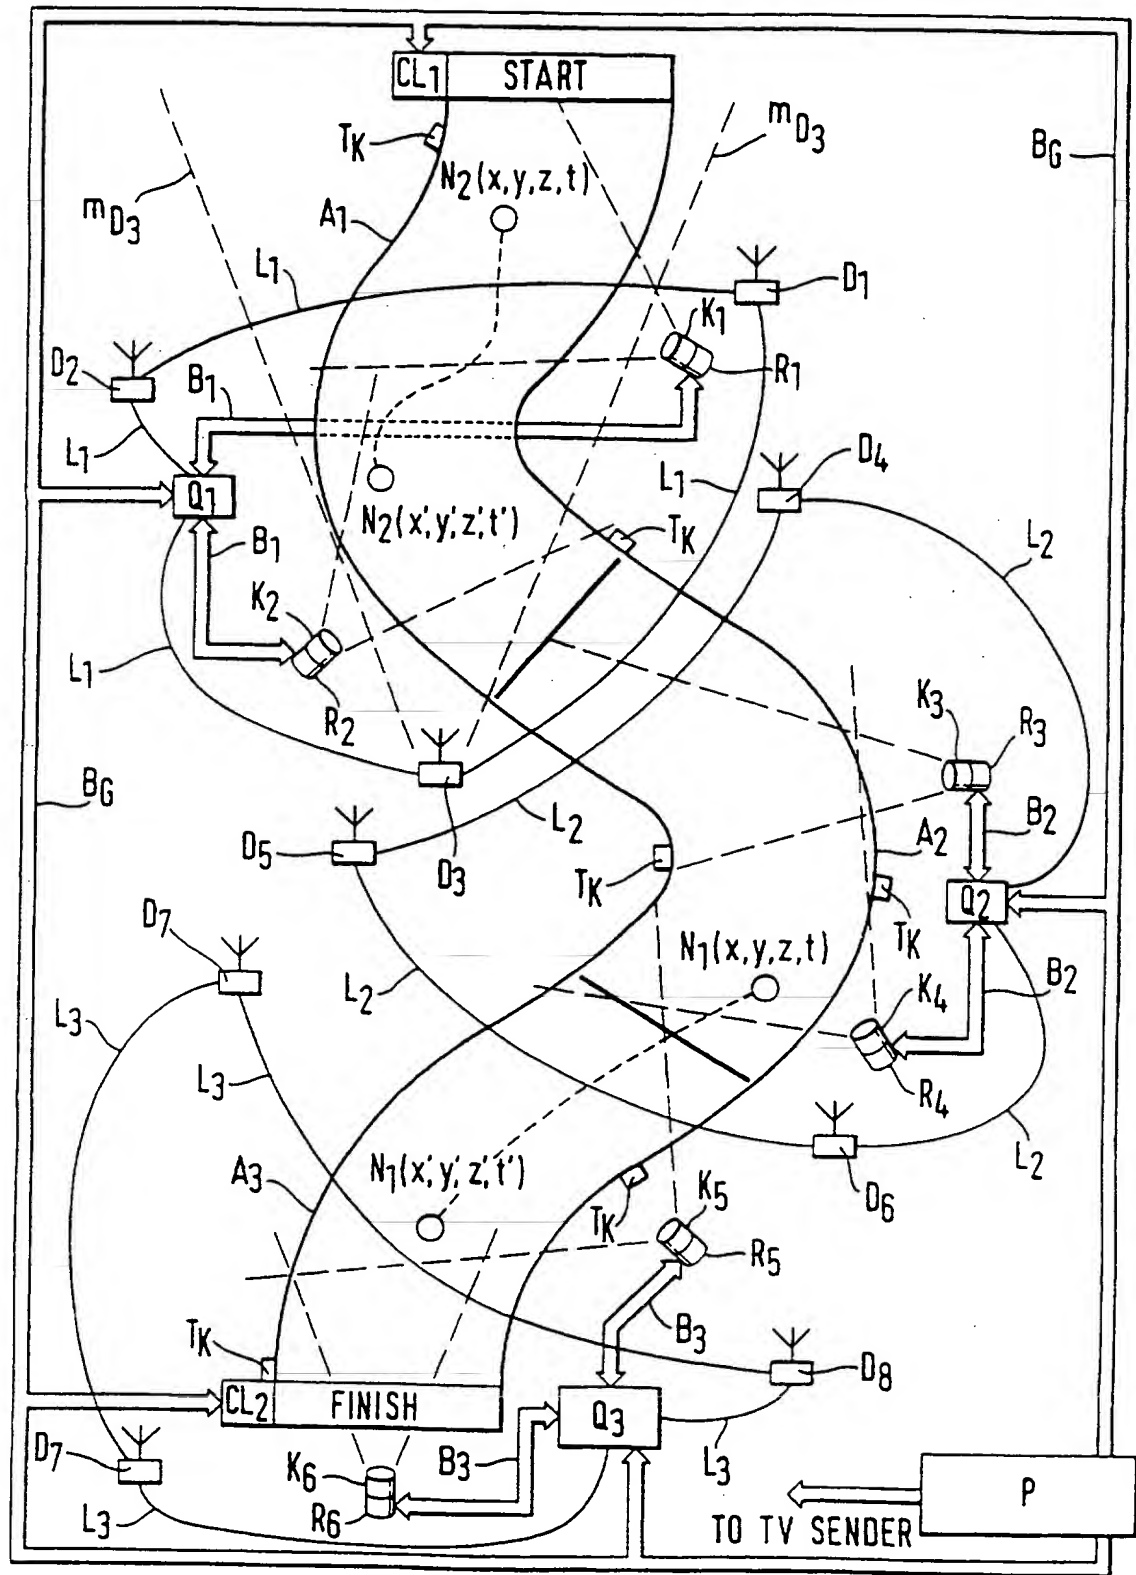 CL1 START
TK
mD3
BG
N2(x,y,z,t)
mD3
A1
L1
D1
K1
D2
B1
R1
L1
D4
L1
Q1
N2(x',y',z',t')
TK
B1
L2
K2
L1
R2
K3
R3
BG
L2
B2
A2
D5
D3
TK
Q2
D7
TK
N1(x,y,z,t)
L2
B2
K4
L3
L3
R4
L2
N1(x',y',z',t')
A3
D6
K5
TK
R5
B3
TK
D8
CL2 FINISH
Q3
D7
B3
K6
L3
P
L3
R6
TO TV SENDER